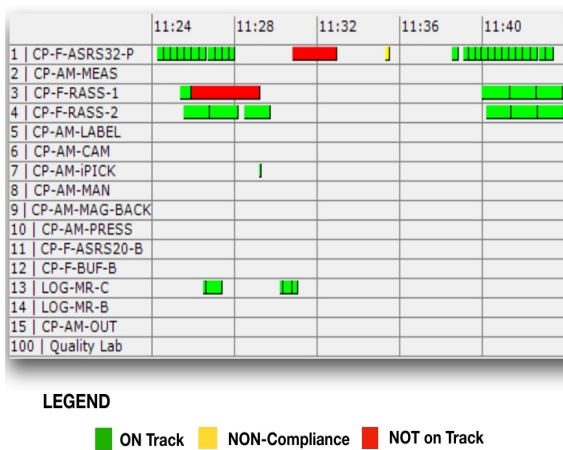 11:24 11:28 11:32 11:36 11:40
1 | CP-F-ASRS32-P
2 | CP-AM-MEAS
3 | CP-F-RASS-1
4 | CP-F-RASS-2
5 | CP-AM-LABEL
6 | CP-AM-CAM
7 | CP-AM-iPICK
8 | CP-AM-MAN
9 | CP-AM-MAG-BACK
10 | CP-AM-PRESS
11 | CP-F-ASRS20-B
12 | CP-F-BUF-B
13 | LOG-MR-C
14 | LOG-MR-B
15 | CP-AM-OUT
100 | Quality Lab
LEGEND
ON Track NON-Compliance NOT on Track